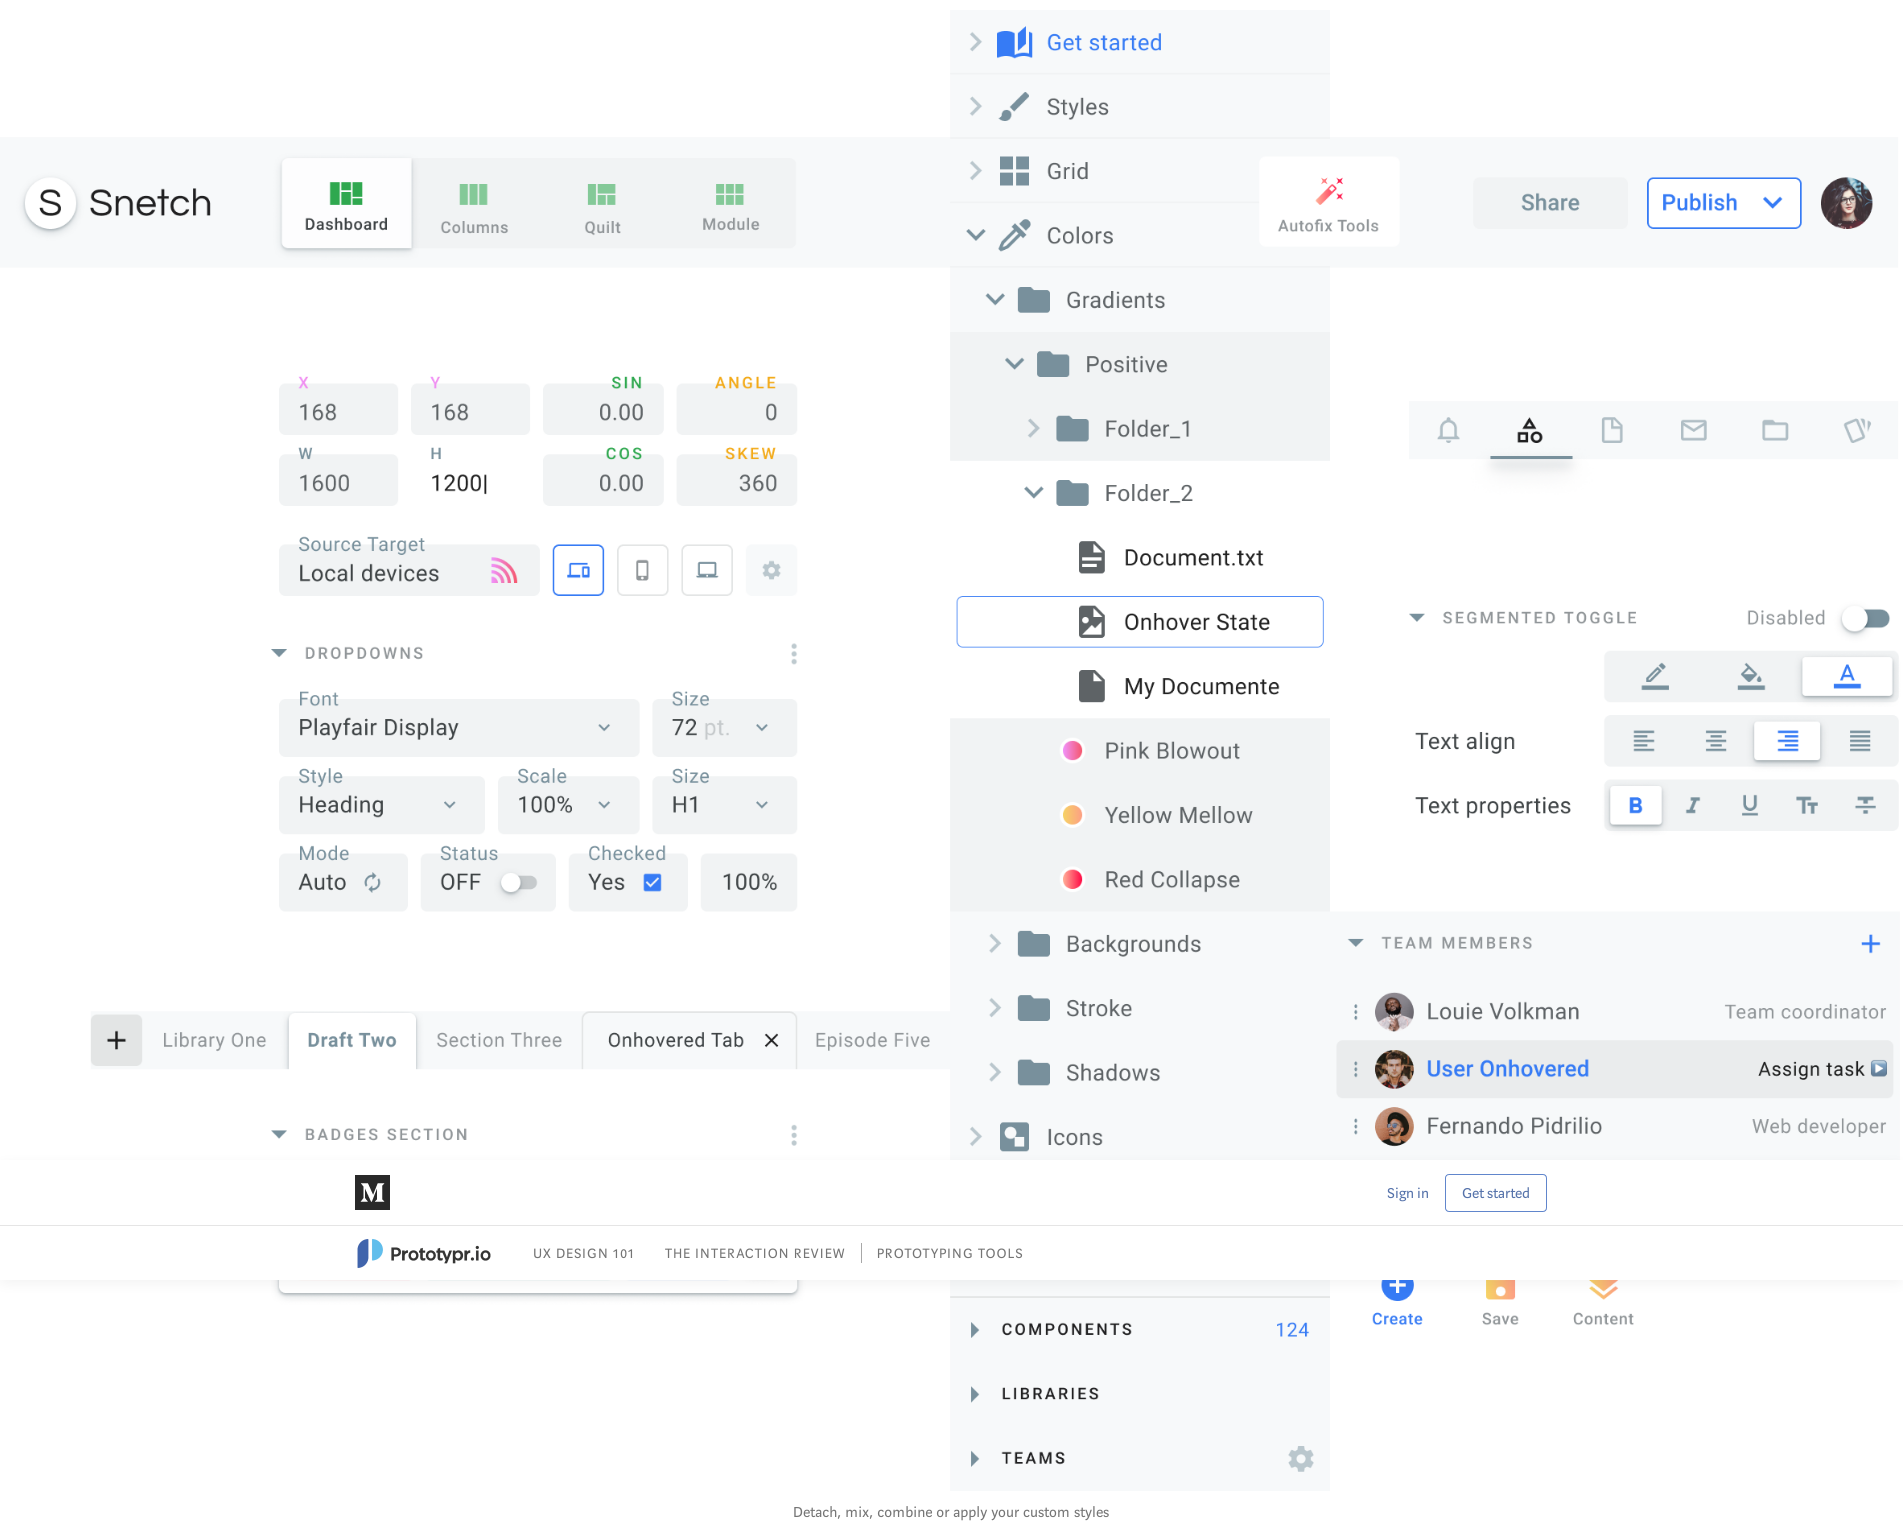 Get started
Styles
Grid
Colors
S Snetch
Dashboard
Columns
Quilt
Module
Autofix Tools
Share
Publish
Gradients
Positive
Folder_1
Folder_2
Document.txt
Onhover State
My Documente
Pink Blowout
Yellow Mellow
Red Collapse
Backgrounds
Stroke
Shadows
Icons
X
168
Y
168
SIN
0.00
ANGLE
0
W
1600
H
1200
COS
0.00
SKEW
360
Source Target
Local devices
DROPDOWNS
Font
Playfair Display
Size
72 pt.
Style
Heading
Scale
100%
Size
H1
Mode
Auto
Status
OFF
Checked
Yes
100%
SEGMENTED TOGGLE
Disabled
A
Text align
Text properties
B I U Tt
TEAM MEMBERS
Louie Volkman
Team coordinator
User Onhovered
Assign task
Fernando Pidrilio
Web developer
Library One
Draft Two
Section Three
Onhovered Tab
Episode Five
BADGES SECTION
M
Sign in
Get started
Prototypr.io
UX DESIGN 101
THE INTERACTION REVIEW
PROTOTYPING TOOLS
Create
Save
Content
COMPONENTS
124
LIBRARIES
TEAMS
Detach, mix, combine or apply your custom styles